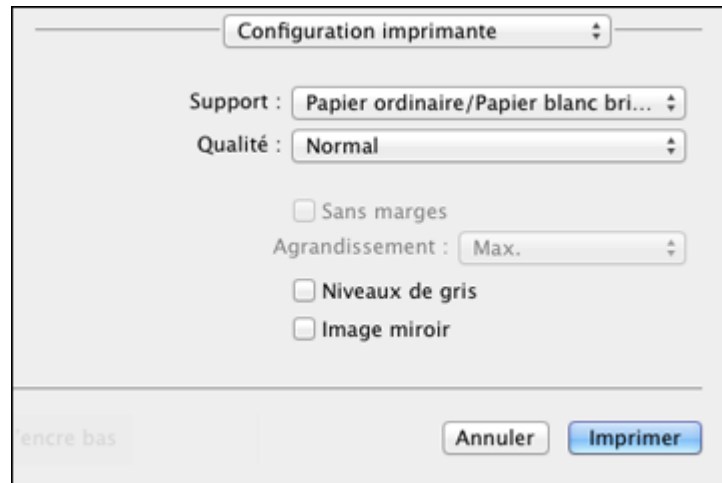 Configuration imprimante
Support : Papier ordinaire/Papier blanc bri...
Qualité : Normal
Sans marges
Agrandissement : Max.
Niveaux de gris
Image miroir
'encre bas
Annuler Imprimer